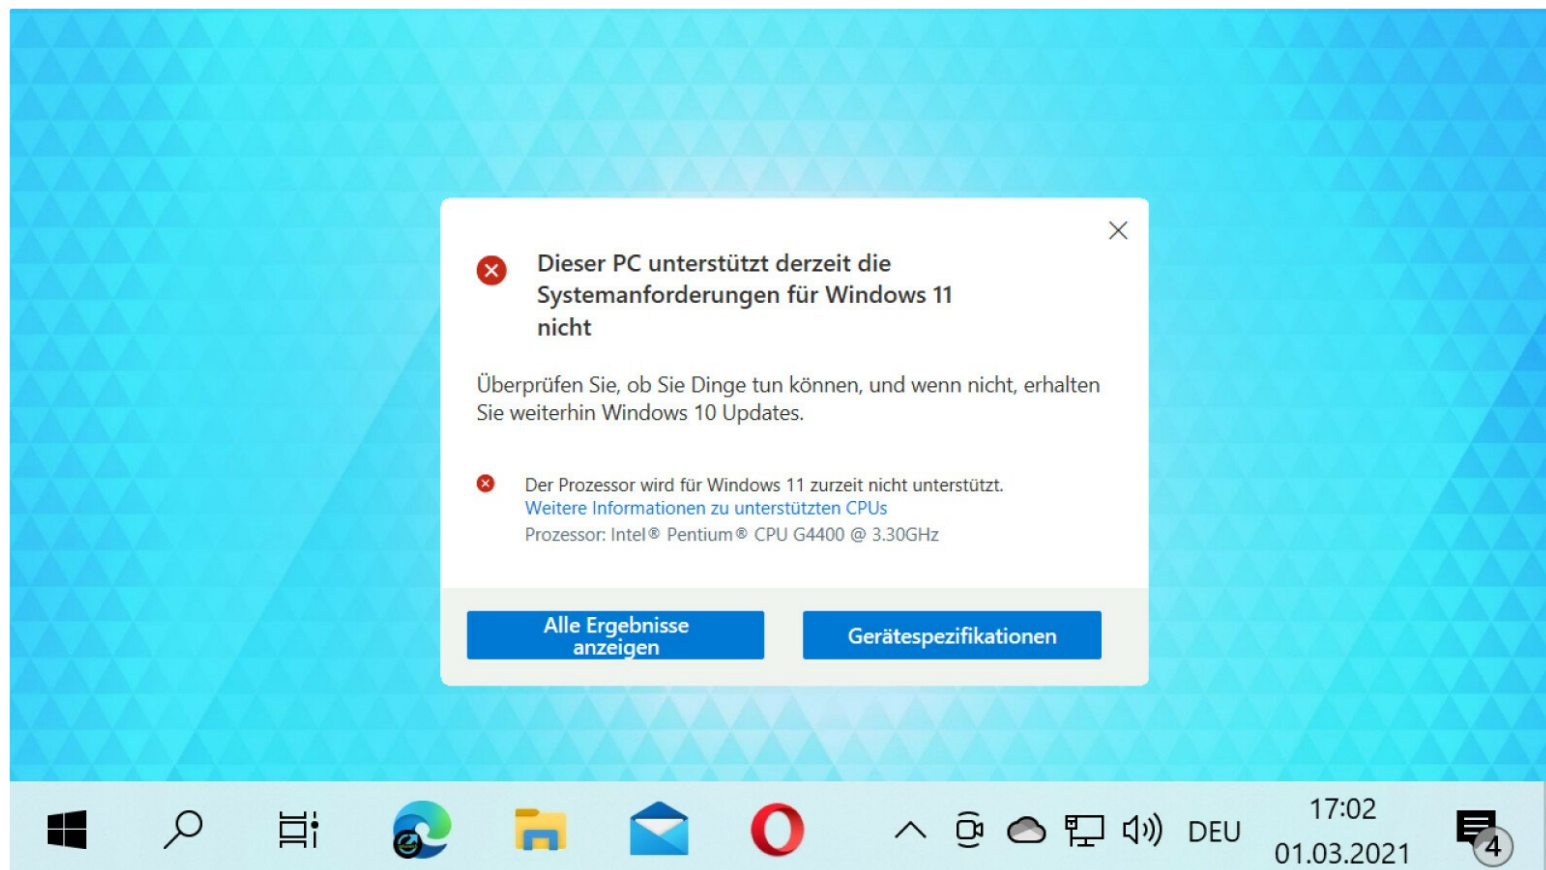 Dieser PC unterstützt derzeit die
Systemanforderungen für Windows 11
nicht
Überprüfen Sie, ob Sie Dinge tun können, und wenn nicht, erhalten
Sie weiterhin Windows 10 Updates.
Der Prozessor wird für Windows 11 zurzeit nicht unterstützt.
Weitere Informationen zu unterstützten CPUs
Prozessor: Intel® Pentium® CPU G4400 @ 3.30GHz
Alle Ergebnisse
anzeigen
Gerätespezifikationen
DEU
17:02
01.03.2021
4